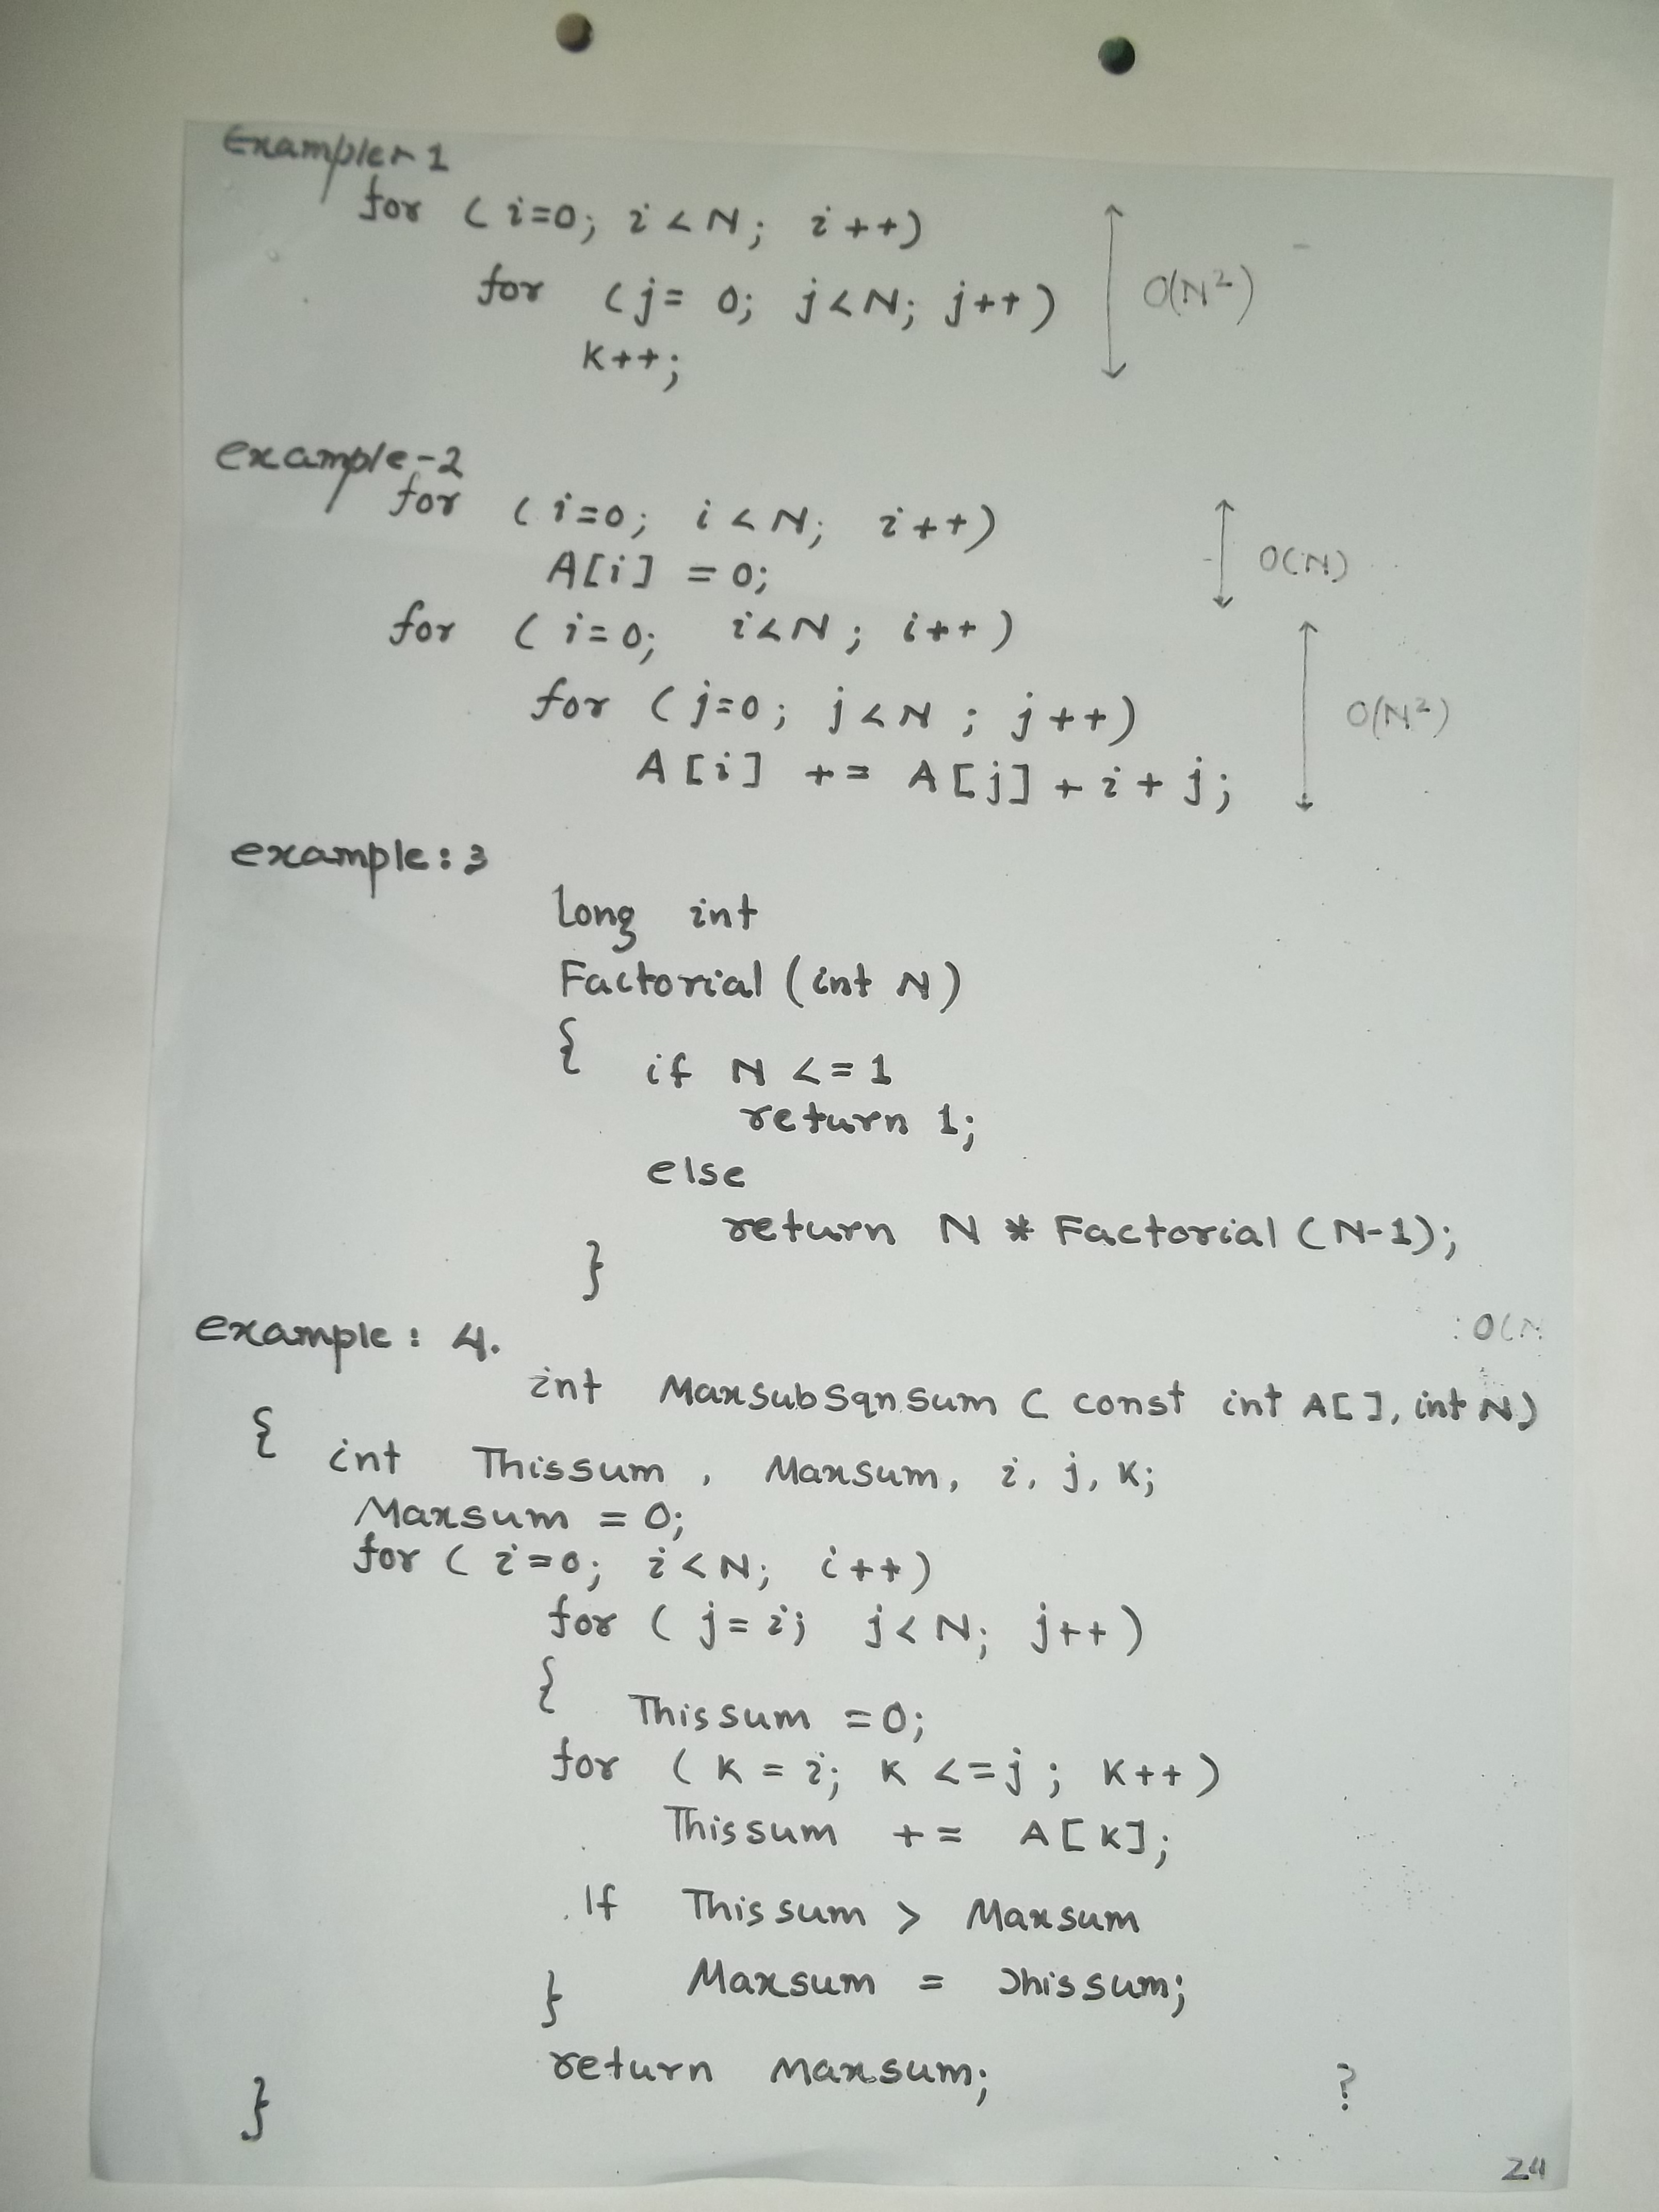 Example-1
for (i=0; i<N; i++)
for (j= 0; j<N; j++)
O(N²)
K++;
example-2
for (i=0; i<N; i++)
A[i] = 0;
O(N)
for (i=0; i<N; i++)
for (j=0; j<N; j++)
O(N²)
A[i] += A[j]+i+j;
example:3
Long int
Factorial (int N)
{
if N <=1
return 1;
else
return N * Factorial (N-1);
}
: O(N
example: 4.
int MaxsubSqnsum ( const int A[], int N)
{ int Thissum, Maxsum, i, j, K;
Maxsum = 0;
for (i=0; i<N; i++)
for (j=i; j<N; j++)
{ Thissum =0;
for (K=i; K<=j; K++)
Thissum += A[K];
If Thissum > Maxsum
Maxsum = Thissum;
}
return Maxsum;
?
}
24